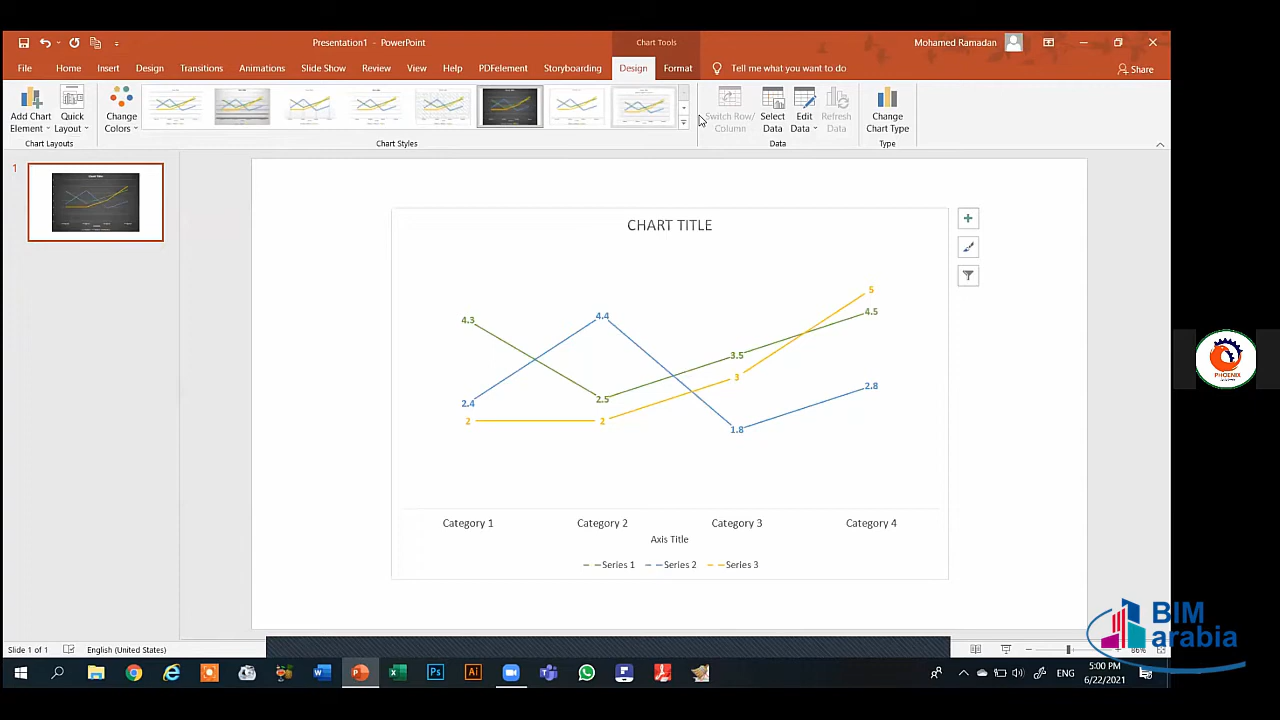 Presentation1 - PowerPoint
Chart Tools
Mohamed Ramadan
File Home Insert Design Transitions Animations Slide Show Review View Help PDFelement Storyboarding Design Format Tell me what you want to do Share
Add Chart Element
Quick Layout
Change Colors
Switch Row/ Column
Select Data
Edit Data
Refresh Data
Change Chart Type
Chart Layouts
Chart Styles
Data
Type
1
CHART TITLE
5
4.5
4.4
4.3
3.5
3
2.8
2.4
2.5
2
2
1.8
Category 1 Category 2 Category 3 Category 4
Axis Title
Series 1 Series 2 Series 3
PHOENIX
BIM
arabia
Slide 1 of 1 English (United States) 86%
ENG
5:00 PM
6/22/2021